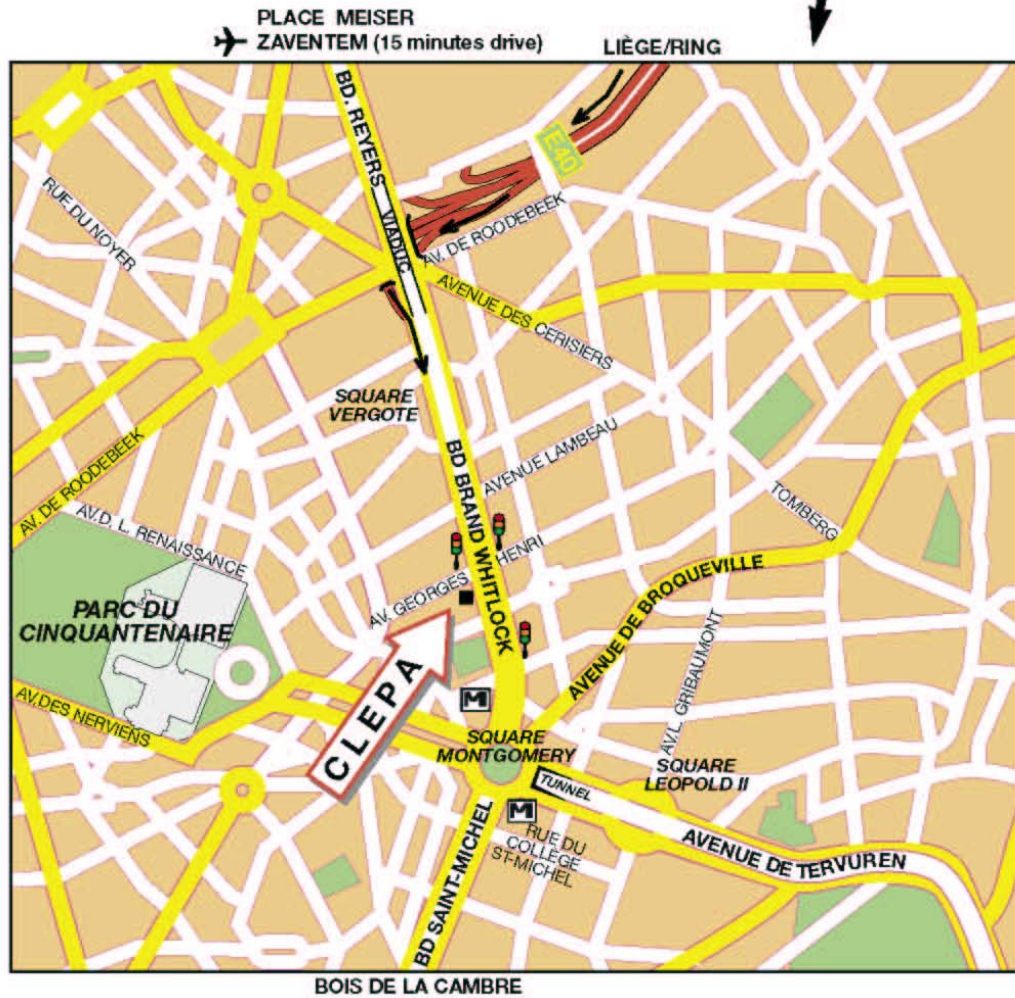 PLACE MEISER
ZAVENTEM (15 minutes drive)
LIÈGE/RING
BD. REYERS
VIADUC
E40
RUE DU NOYER
AV. DE ROODEBEEK
AVENUE DES CERISIERS
SQUARE
VERGOTE
AVENUE LAMBEAU
AV. DE ROODEBEEK
BD BRAND WHITLOCK
TOMBERG
AV.D. L. RENAISSANCE
AV. GEORGES HENRI
PARC DU
CINQUANTENAIRE
AVENUE DE BROQUEVILLE
AV.L. GRIBAUMONT
CLEPA
M
AV.DES NERVIENS
SQUARE
MONTGOMERY
SQUARE
LEOPOLD II
TUNNEL
M
RUE DU
COLLÈGE
ST-MICHEL
AVENUE DE TERVUREN
BD SAINT-MICHEL
BOIS DE LA CAMBRE